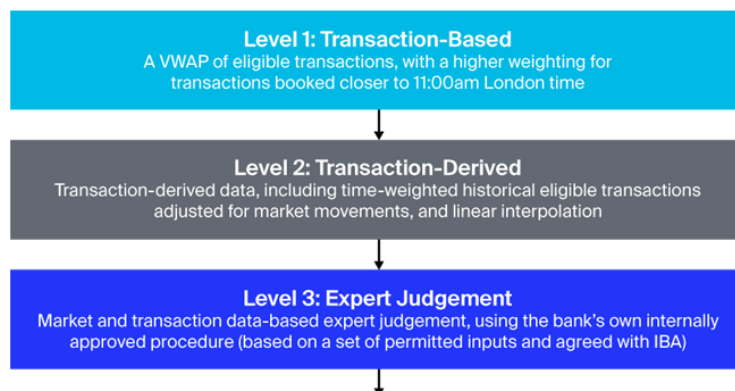 Level 1: Transaction-Based
A VWAP of eligible transactions, with a higher weighting for
transactions booked closer to 11:00am London time
Level 2: Transaction-Derived
Transaction-derived data, including time-weighted historical eligible transactions
adjusted for market movements, and linear interpolation
Level 3: Expert Judgement
Market and transaction data-based expert judgement, using the bank's own internally
approved procedure (based on a set of permitted inputs and agreed with IBA)